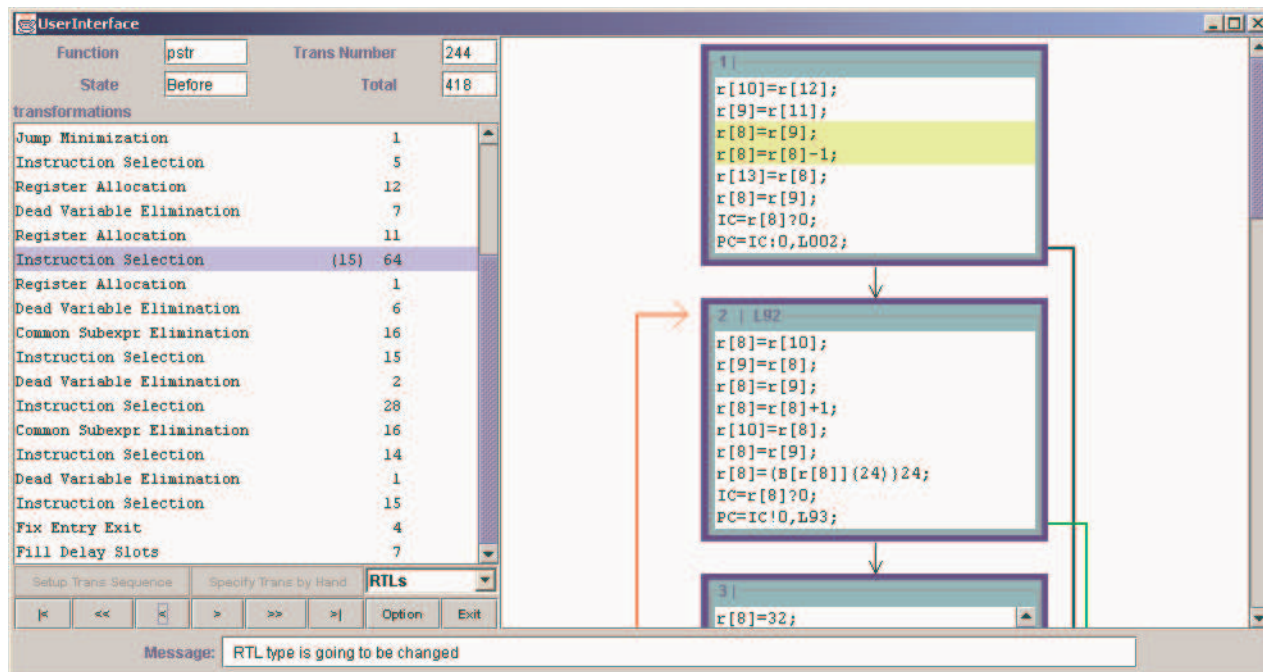 UserInterface
Function pstr Trans Number 244
State Before Total 418
transformations
Jump Minimization 1
Instruction Selection 5
Register Allocation 12
Dead Variable Elimination 7
Register Allocation 11
Instruction Selection (15) 64
Register Allocation 1
Dead Variable Elimination 6
Common Subexpr Elimination 16
Instruction Selection 15
Dead Variable Elimination 2
Instruction Selection 28
Common Subexpr Elimination 16
Instruction Selection 14
Dead Variable Elimination 1
Instruction Selection 15
Fix Entry Exit 4
Fill Delay Slots 7
Setup Trans Sequence Specify Trans by Hand RTLs
|< << < > >> >| Option Exit
1 |
r[10]=r[12];
r[9]=r[11];
r[8]=r[9];
r[8]=r[8]-1;
r[13]=r[8];
r[8]=r[9];
IC=r[8]?0;
PC=IC:0,L002;
2 | L92
r[8]=r[10];
r[9]=r[8];
r[8]=r[9];
r[8]=r[8]+1;
r[10]=r[8];
r[8]=r[9];
r[8]=(B[r[8]]{24})}24;
IC=r[8]?0;
PC=IC!0,L93;
3 |
r[8]=32;
Message: RTL type is going to be changed